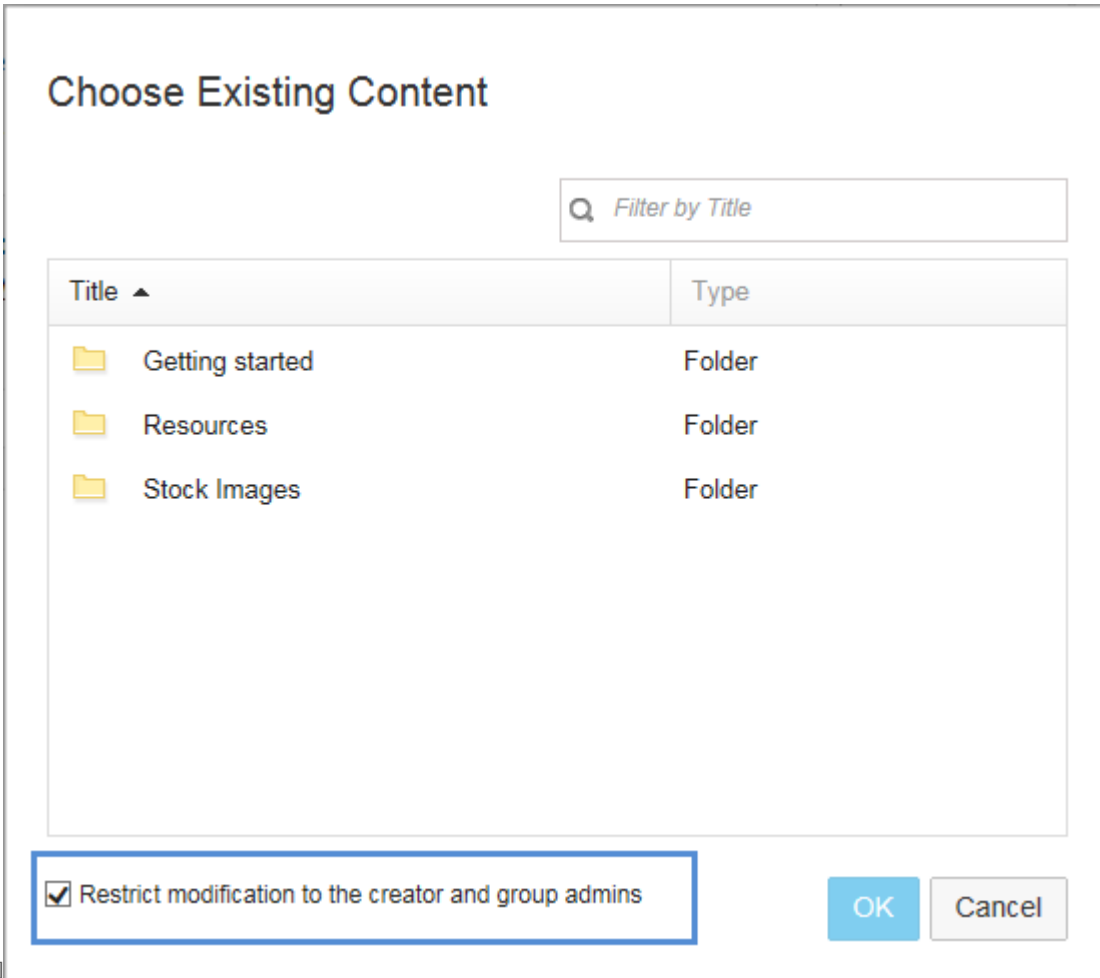 Choose Existing Content
Filter by Title
Title Type
Getting started Folder
Resources Folder
Stock Images Folder
Restrict modification to the creator and group admins
OK Cancel